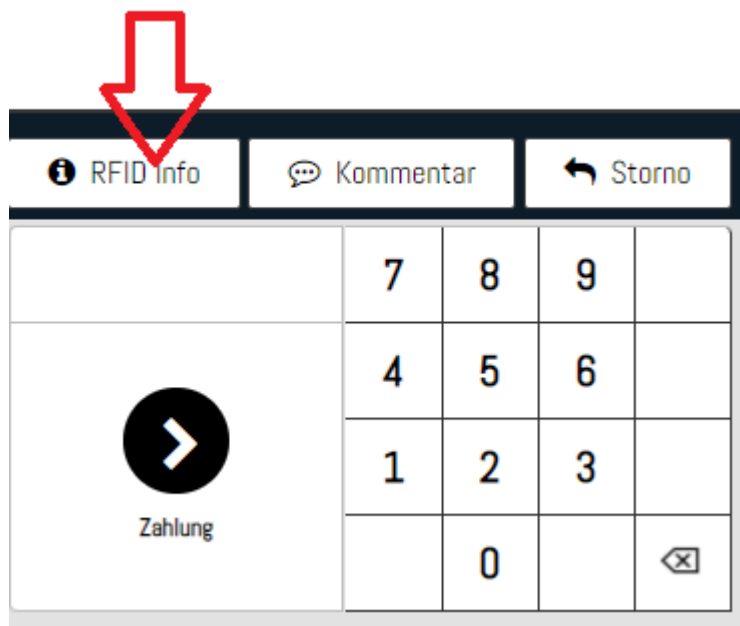 RFID Info
Kommentar
Storno
7 8 9
4 5 6
1 2 3
Zahlung
0